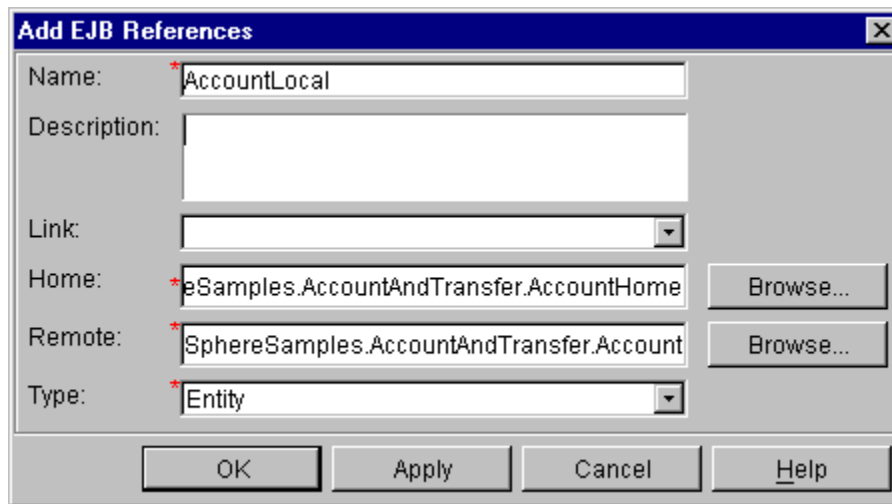 Add EJB References
Name: *AccountLocal
Description:
Link:
Home: *eSamples.AccountAndTransfer.AccountHome Browse...
Remote: *SphereSamples.AccountAndTransfer.Account Browse...
Type: *Entity
OK Apply Cancel Help